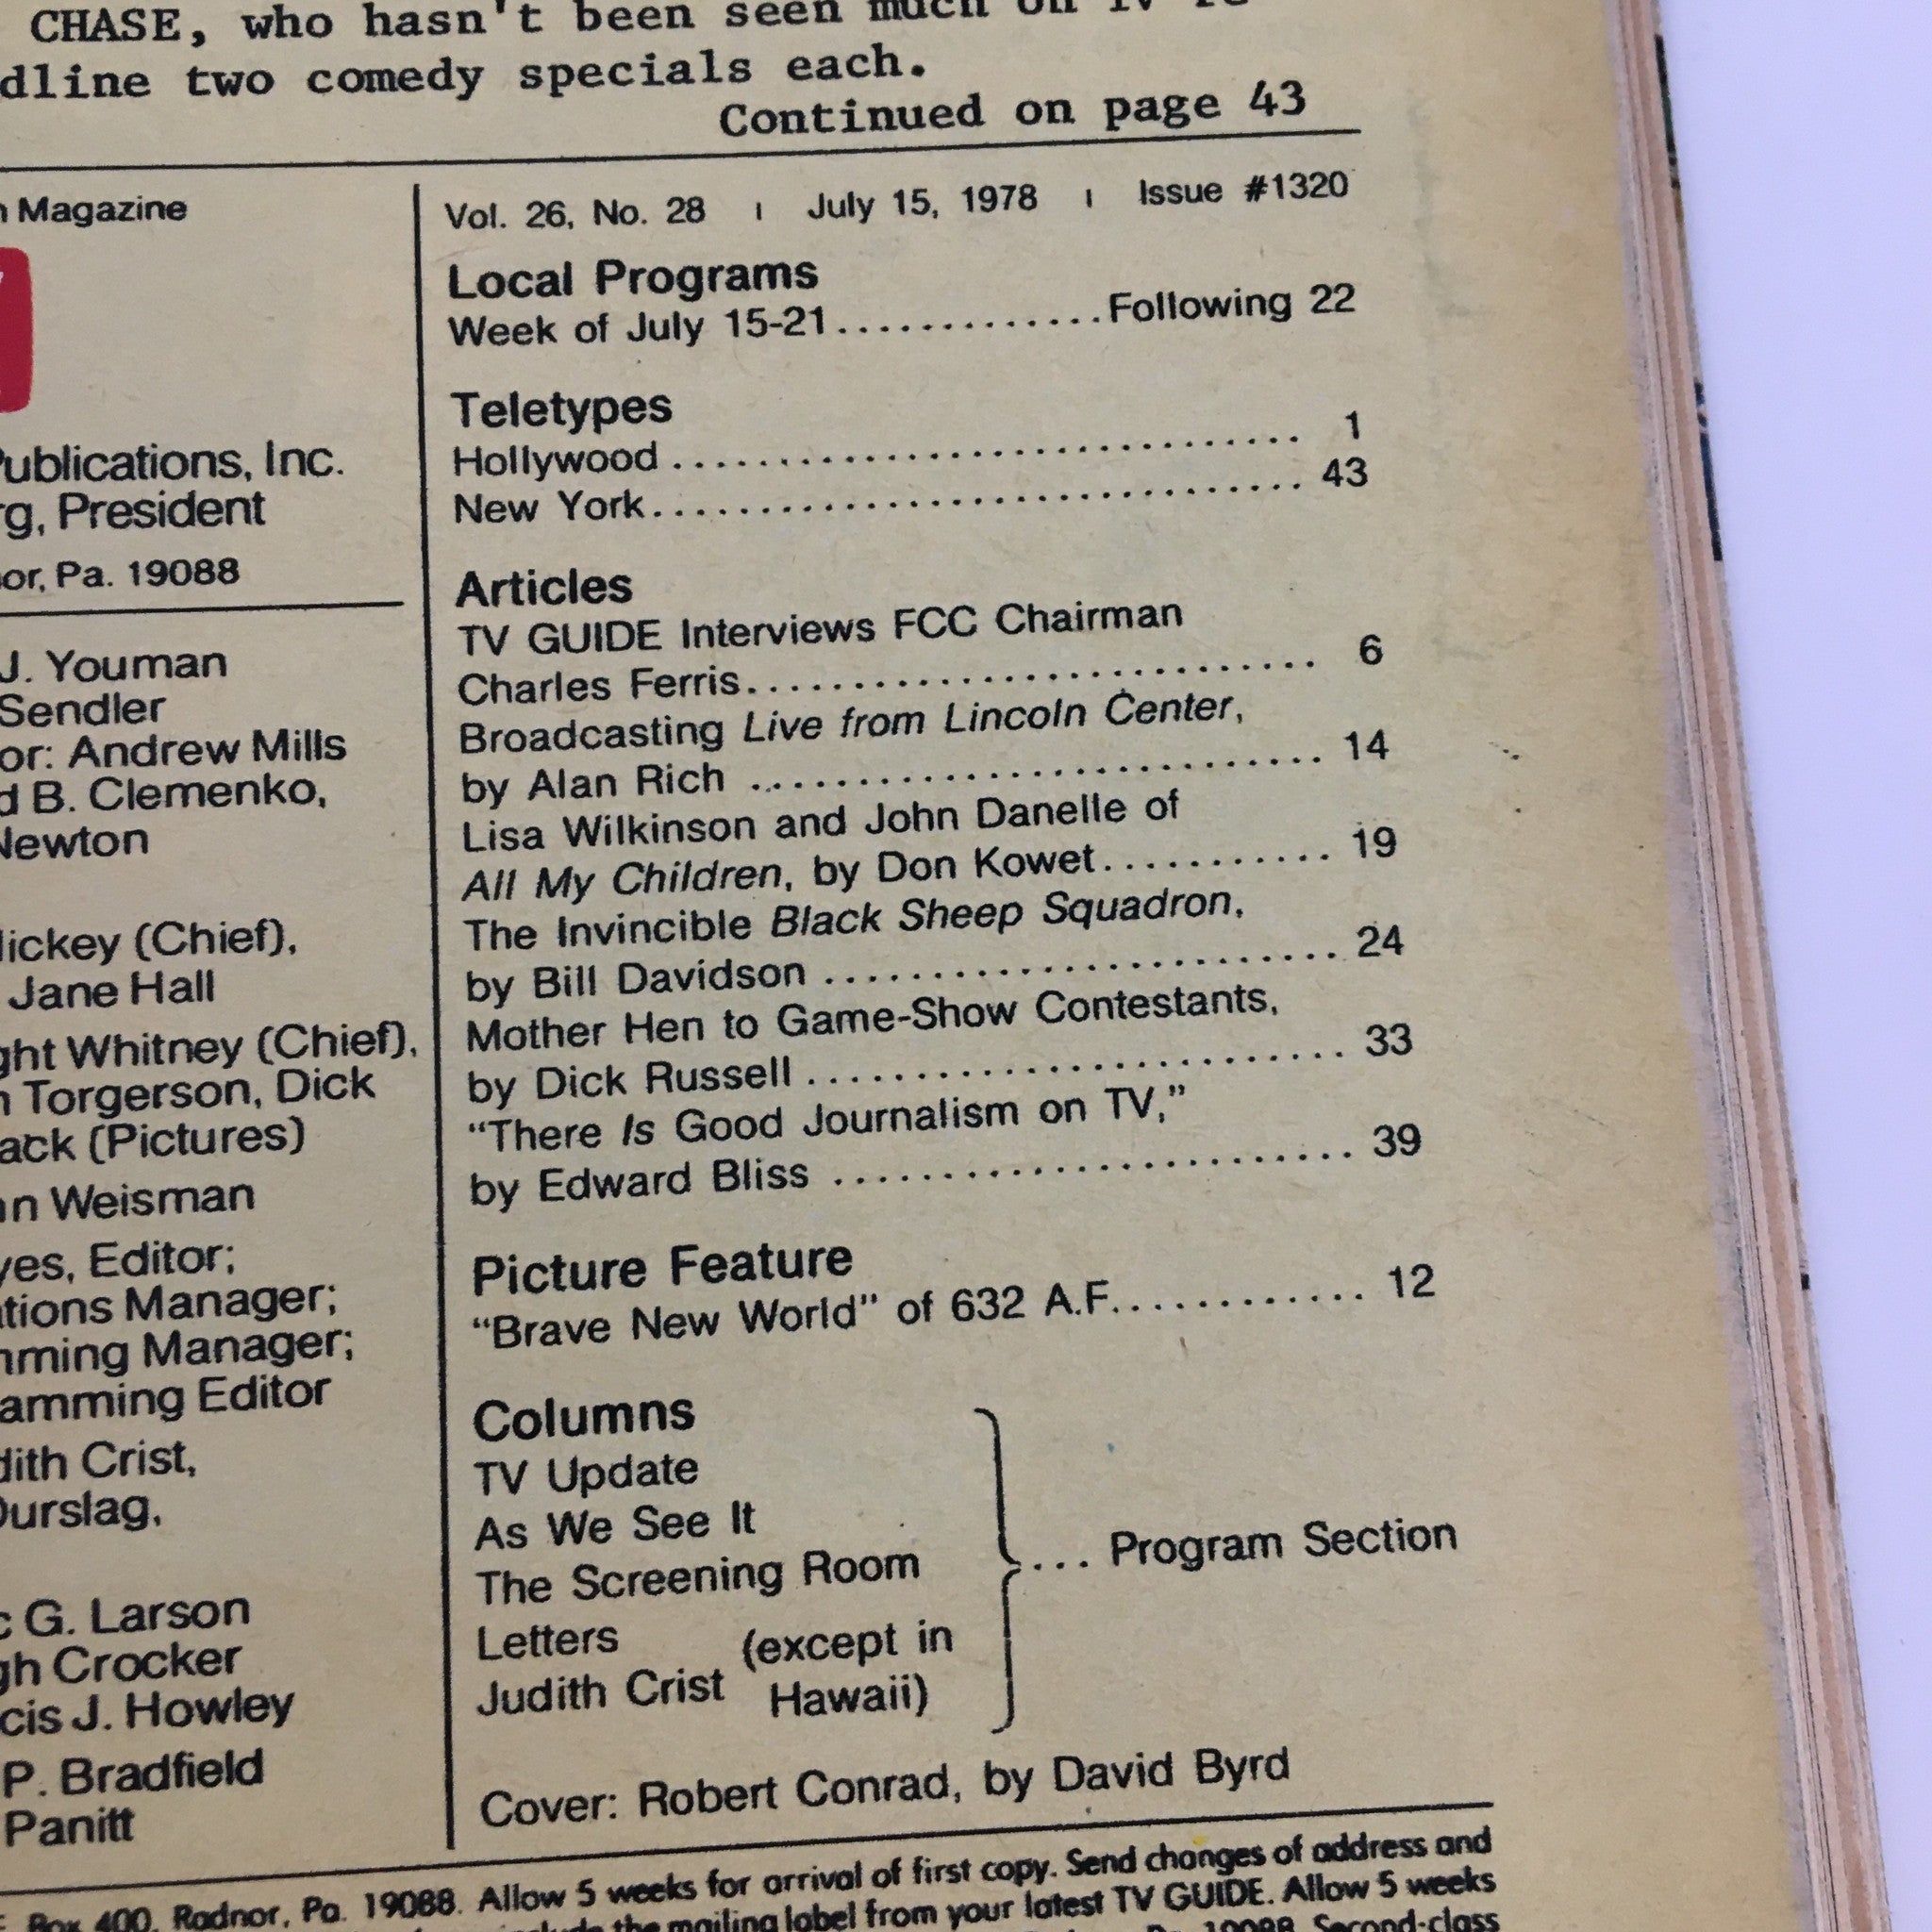 CHASE, who hasn't been seen much on TV
dline two comedy specials each.
Continued on page 43
Magazine
Publications, Inc.
rg, President
or, Pa. 19088
J. Youman
Sendler
or: Andrew Mills
d B. Clemenko,
Newton
Hickey (Chief),
Jane Hall
ght Whitney (Chief),
Torgerson, Dick
ack (Pictures)
nn Weisman
yes, Editor;
ations Manager;
mming Manager;
ramming Editor
dith Crist,
Durslag,
c G. Larson
gh Crocker
cis J. Howley
P. Bradfield
Panitt
Vol. 26, No. 28 | July 15, 1978 | Issue #1320
Local Programs
Week of July 15-21.............Following 22
Teletypes
Hollywood .............................. 1
New York............................... 43
Articles
TV GUIDE Interviews FCC Chairman
Charles Ferris........................... 6
Broadcasting Live from Lincoln Center,
by Alan Rich ........................... 14
Lisa Wilkinson and John Danelle of
All My Children, by Don Kowet........... 19
The Invincible Black Sheep Squadron,
by Bill Davidson ........................ 24
Mother Hen to Game-Show Contestants,
by Dick Russell ......................... 33
“There Is Good Journalism on TV,”
by Edward Bliss ......................... 39
Picture Feature
“Brave New World” of 632 A.F............. 12
Columns
TV Update
As We See It
The Screening Room
Letters (except in
Judith Crist Hawaii)
... Program Section
Cover: Robert Conrad, by David Byrd
Box 400, Radnor, Pa. 19088. Allow 5 weeks for arrival of first copy. Send changes of address and
the mailing label from your latest TV GUIDE. Allow 5 weeks
19088. Second-class